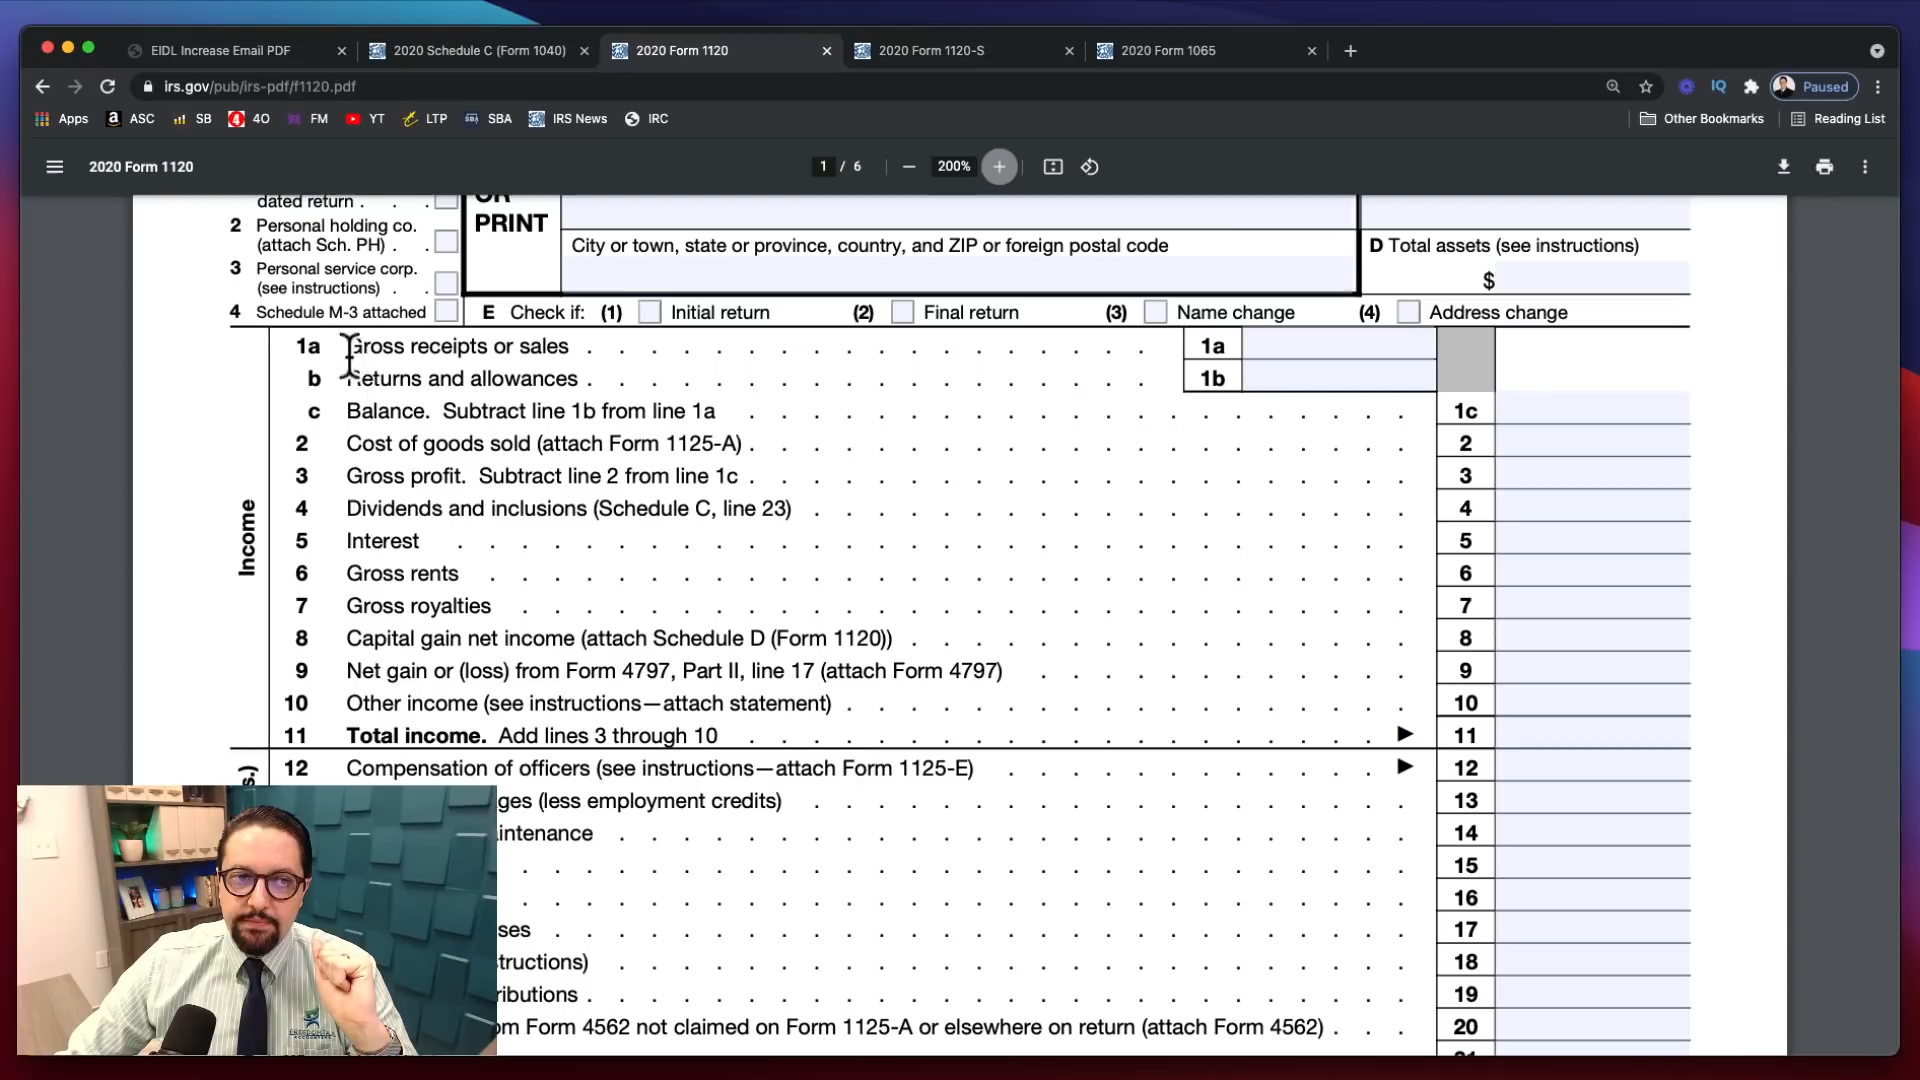 EIDL Increase Email PDF
2020 Schedule C (Form 1040)
2020 Form 1120
2020 Form 1120-S
2020 Form 1065
irs.gov/pub/irs-pdf/f1120.pdf
IQ
Paused
Apps
ASC
SB
4O
FM
YT
LTP
SBA
IRS News
IRC
Other Bookmarks
Reading List
2020 Form 1120
1 / 6
200%
dated return . . .
OR
PRINT
2 Personal holding co.
(attach Sch. PH) . .
3 Personal service corp.
(see instructions) . .
4 Schedule M-3 attached
City or town, state or province, country, and ZIP or foreign postal code
D Total assets (see instructions)
$
E Check if: (1) Initial return (2) Final return (3) Name change (4) Address change
Income
1a Gross receipts or sales 1a
b Returns and allowances 1b
c Balance. Subtract line 1b from line 1a 1c
2 Cost of goods sold (attach Form 1125-A) 2
3 Gross profit. Subtract line 2 from line 1c 3
4 Dividends and inclusions (Schedule C, line 23) 4
5 Interest 5
6 Gross rents 6
7 Gross royalties 7
8 Capital gain net income (attach Schedule D (Form 1120)) 8
9 Net gain or (loss) from Form 4797, Part II, line 17 (attach Form 4797) 9
10 Other income (see instructions—attach statement) 10
11 Total income. Add lines 3 through 10 ▶ 11
12 Compensation of officers (see instructions—attach Form 1125-E) ▶ 12
ges (less employment credits) 13
intenance 14
15
16
ses 17
tructions) 18
ributions 19
om Form 4562 not claimed on Form 1125-A or elsewhere on return (attach Form 4562) 20